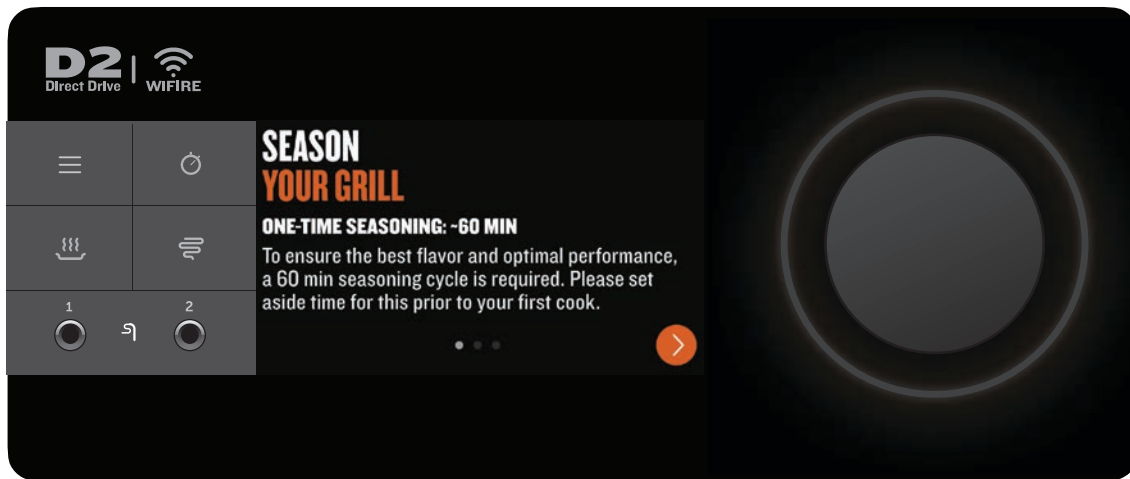 D2
Direct Drive
WiFIRE
SEASON
YOUR GRILL
ONE-TIME SEASONING: ~60 MIN
To ensure the best flavor and optimal performance,
a 60 min seasoning cycle is required. Please set
aside time for this prior to your first cook.
1
2